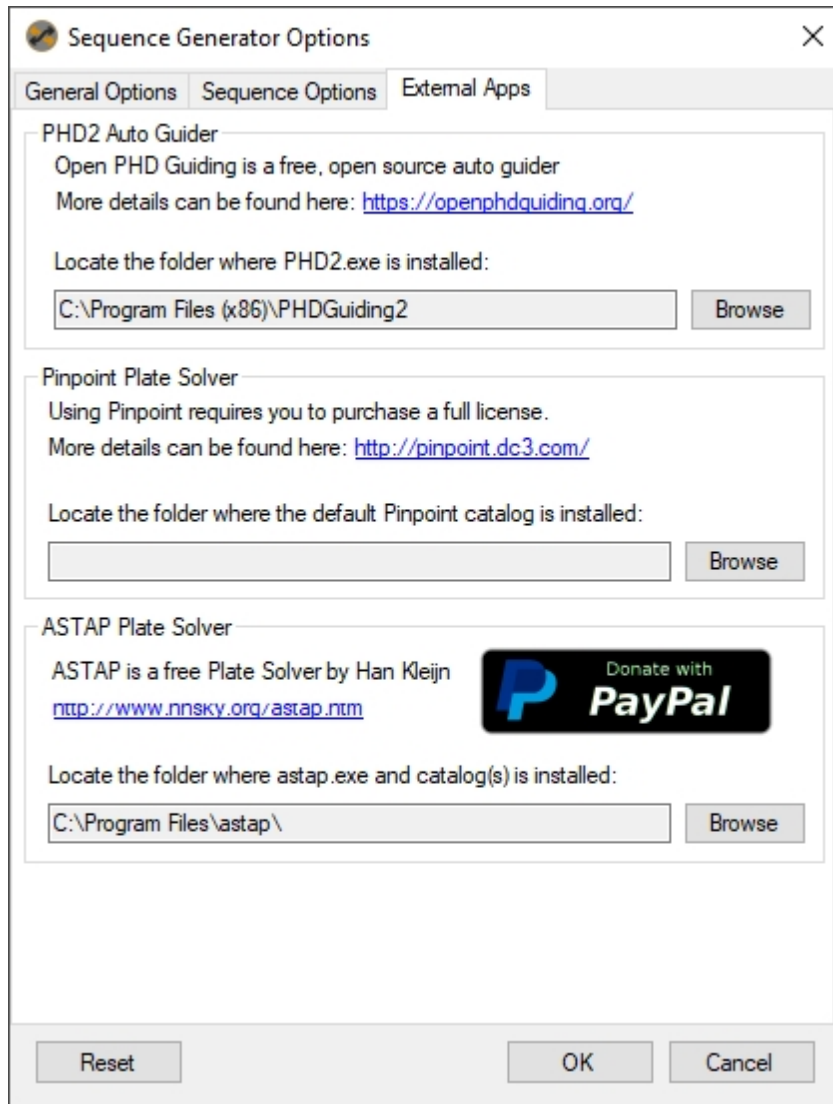 Sequence Generator Options
General Options Sequence Options External Apps
PHD2 Auto Guider
Open PHD Guiding is a free, open source auto guider
More details can be found here: https://openphdguiding.org/
Locate the folder where PHD2.exe is installed:
C:\Program Files (x86)\PHDGuiding2 Browse
Pinpoint Plate Solver
Using Pinpoint requires you to purchase a full license.
More details can be found here: http://pinpoint.dc3.com/
Locate the folder where the default Pinpoint catalog is installed:
Browse
ASTAP Plate Solver
ASTAP is a free Plate Solver by Han Kleijn
http://www.hnsky.org/astap.htm
Donate with
PayPal
Locate the folder where astap.exe and catalog(s) is installed:
C:\Program Files\astap\ Browse
Reset OK Cancel